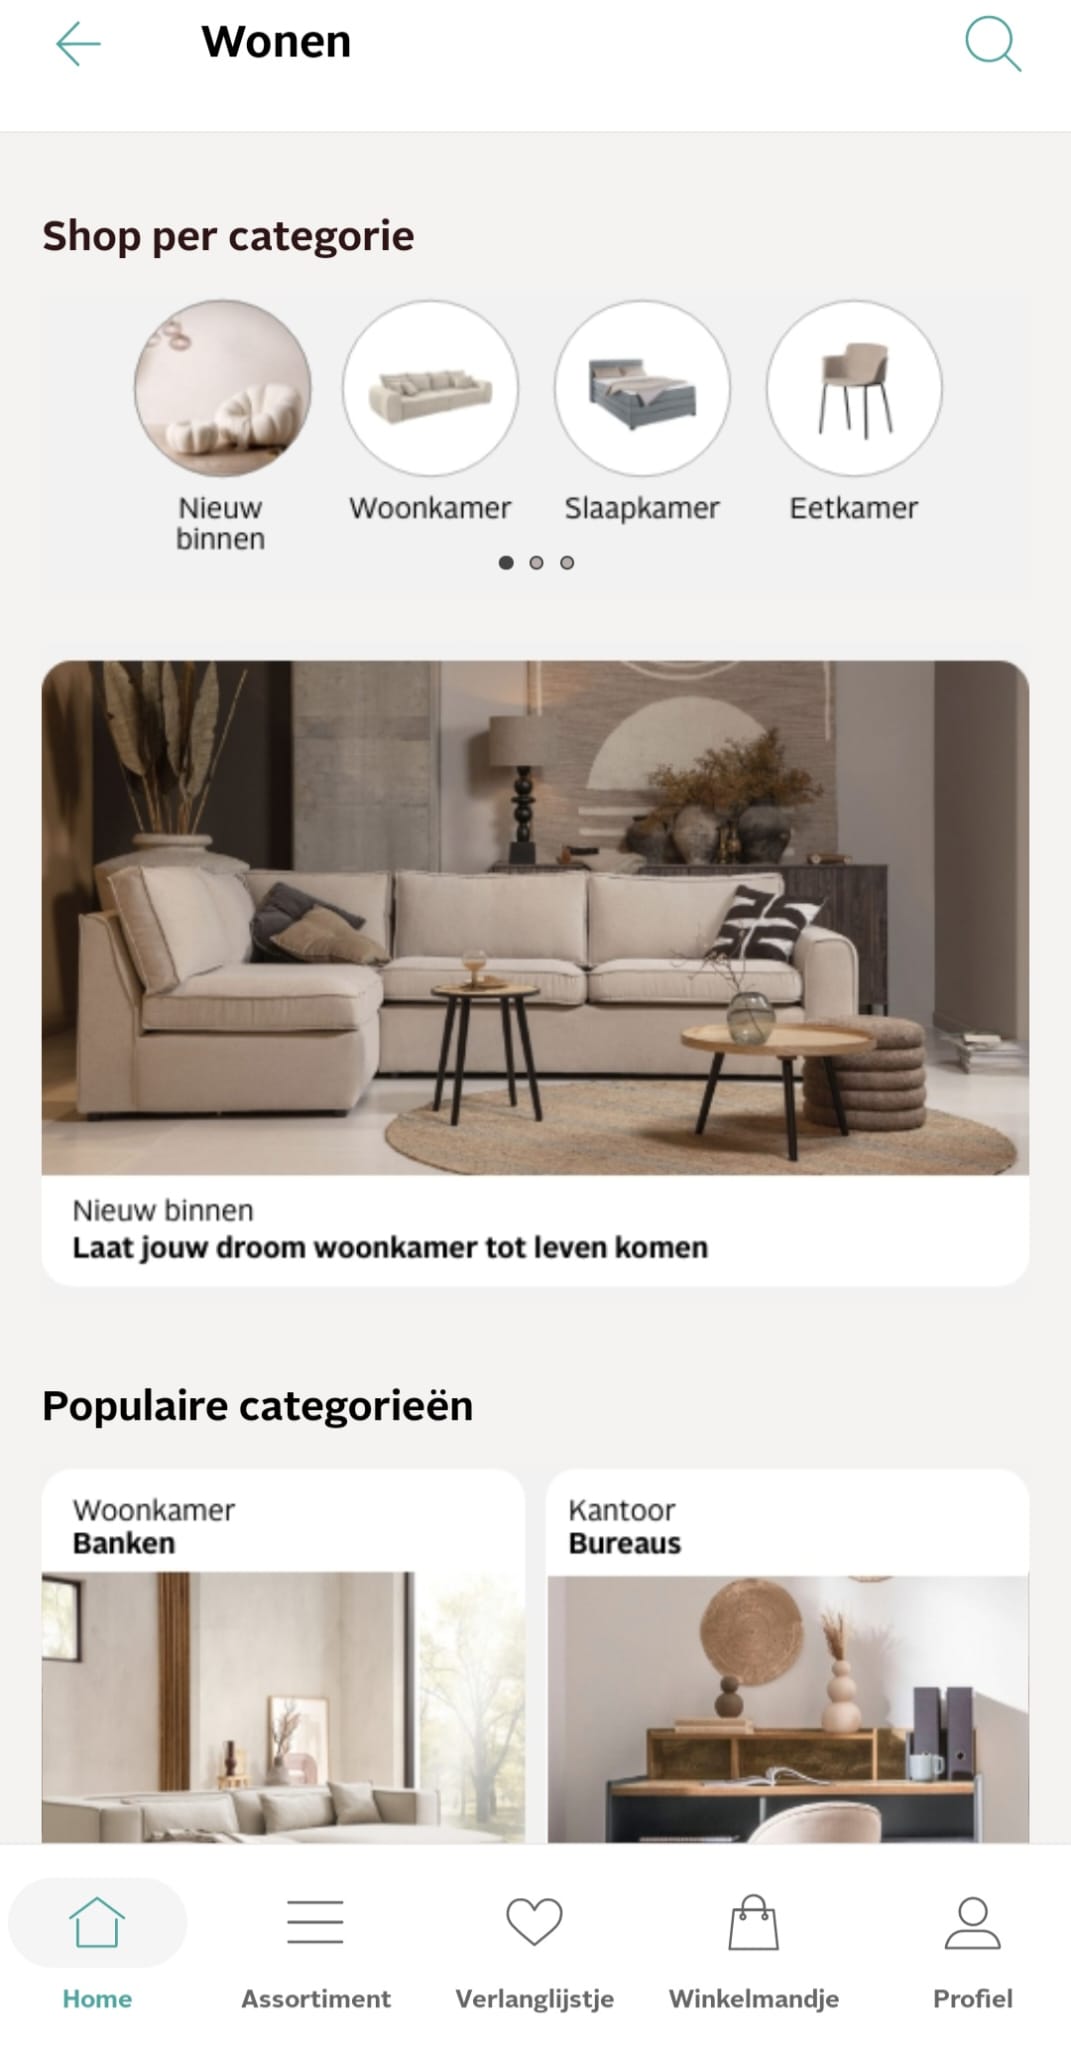 Wonen
Shop per categorie
Nieuw
binnen
Woonkamer
Slaapkamer
Eetkamer
Nieuw binnen
Laat jouw droom woonkamer tot leven komen
Populaire categorieën
Woonkamer
Banken
Kantoor
Bureaus
Home
Assortiment
Verlanglijstje
Winkelmandje
Profiel